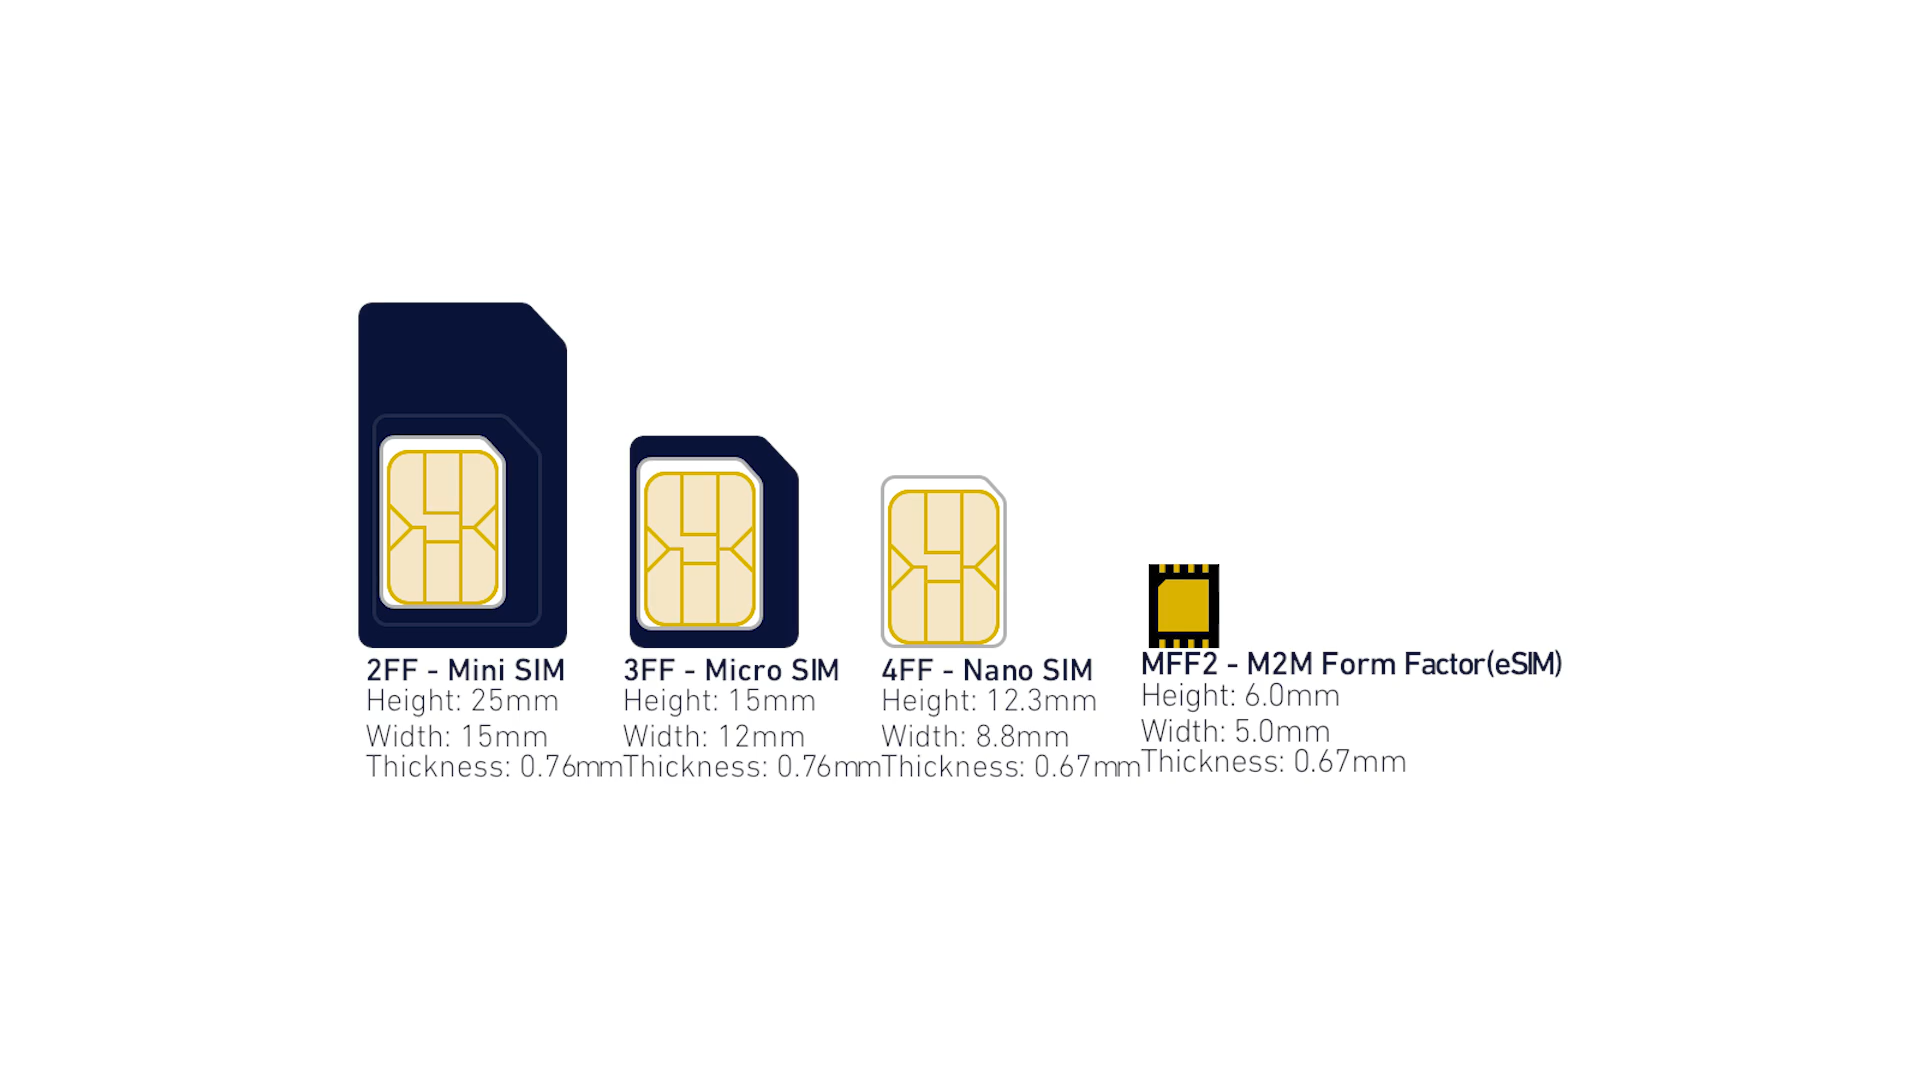 2FF - Mini SIM
Height: 25mm
Width: 15mm
Thickness: 0.76mm
3FF - Micro SIM
Height: 15mm
Width: 12mm
Thickness: 0.76mm
4FF - Nano SIM
Height: 12.3mm
Width: 8.8mm
Thickness: 0.67mm
MFF2 - M2M Form Factor(eSIM)
Height: 6.0mm
Width: 5.0mm
Thickness: 0.67mm